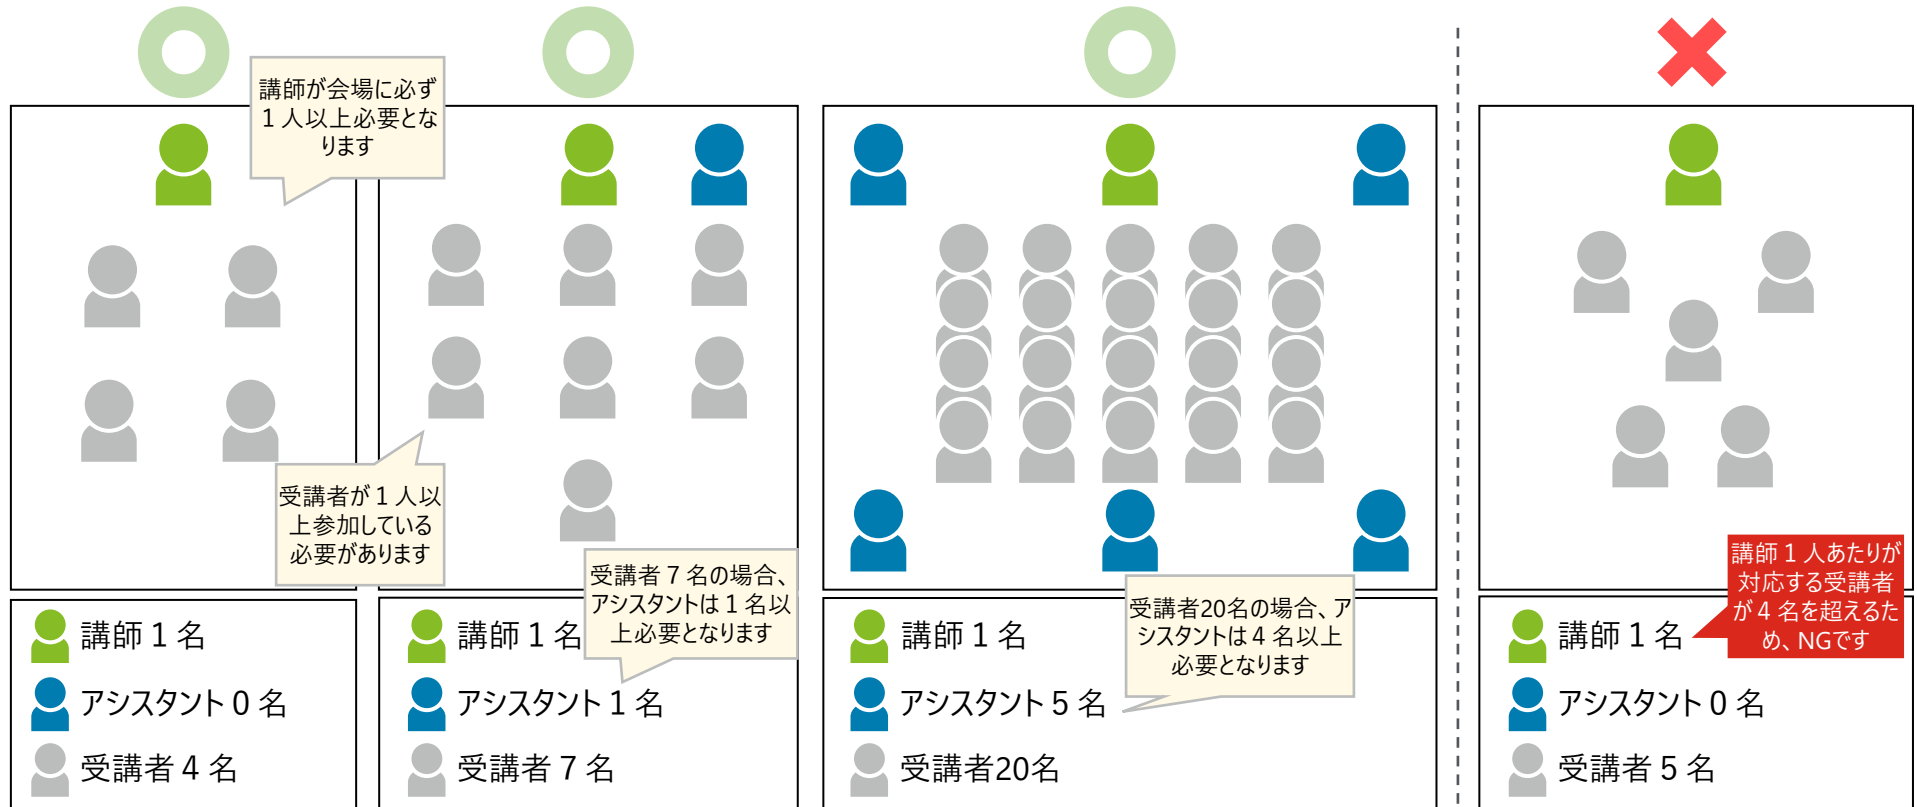 講師が会場に必ず
１人以上必要とな
ります
受講者が１人以
上参加している
必要があります
受講者７名の場合、
アシスタントは１名以
上必要となります
受講者20名の場合、ア
シスタントは４名以上
必要となります
講師１人あたりが
対応する受講者
が４名を超えるた
め、NGです
講師１名
アシスタント０名
受講者４名
講師１名
アシスタント１名
受講者７名
講師１名
アシスタント５名
受講者20名
講師１名
アシスタント０名
受講者５名